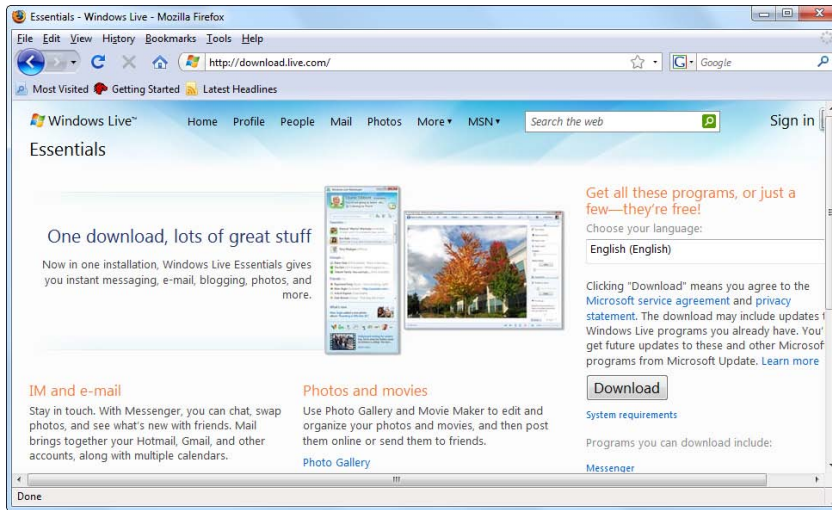 Essentials - Windows Live - Mozilla Firefox
File Edit View History Bookmarks Tools Help
http://download.live.com/
Google
Most Visited Getting Started Latest Headlines
Windows Live™ Home Profile People Mail Photos More MSN Search the web Sign in
Essentials
One download, lots of great stuff
Now in one installation, Windows Live Essentials gives
you instant messaging, e-mail, blogging, photos, and
more.
Get all these programs, or just a
few—they're free!
Choose your language:
English (English)
Clicking "Download" means you agree to the
Microsoft service agreement and privacy
statement. The download may include updates
Windows Live programs you already have. You'
get future updates to these and other Microsof
programs from Microsoft Update. Learn more
Download
System requirements
Programs you can download include:
Messenger
IM and e-mail
Stay in touch. With Messenger, you can chat, swap
photos, and see what's new with friends. Mail
brings together your Hotmail, Gmail, and other
accounts, along with multiple calendars.
Photos and movies
Use Photo Gallery and Movie Maker to edit and
organize your photos and movies, and then post
them online or send them to friends.
Photo Gallery
Done